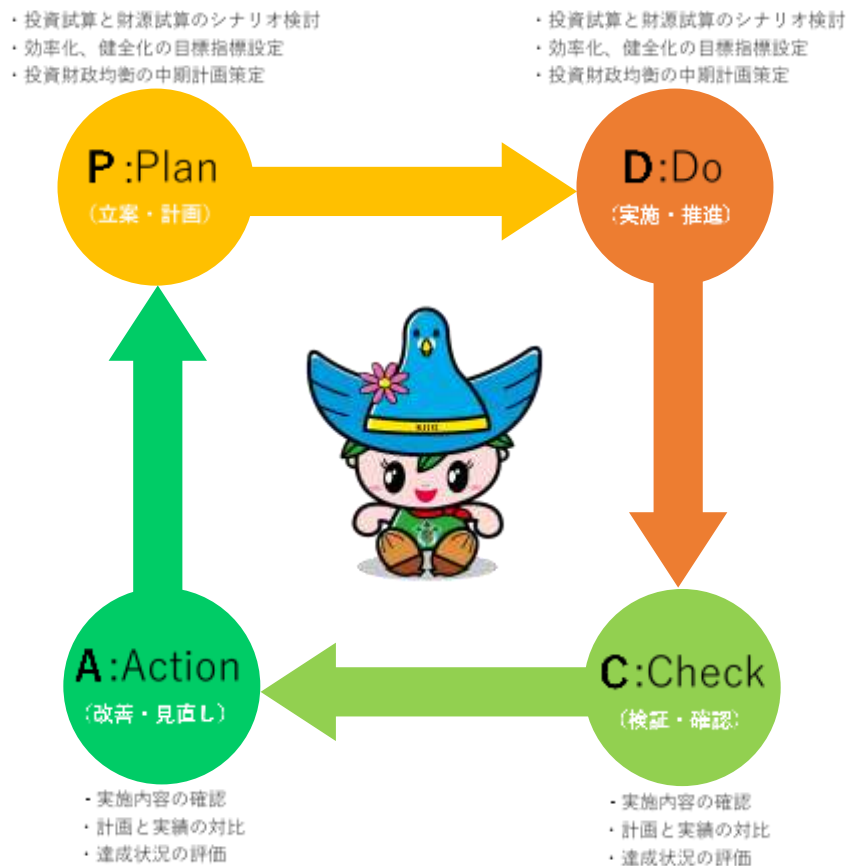 ・投資試算と財源試算のシナリオ検討
・効率化、健全化の目標指標設定
・投資財政均衡の中期計画策定
・投資試算と財源試算のシナリオ検討
・効率化、健全化の目標指標設定
・投資財政均衡の中期計画策定
P:Plan
（立案・計画）
D:Do
（実施・推進）
A:Action
（改善・見直し）
C:Check
（検証・確認）
・実施内容の確認
・計画と実績の対比
・達成状況の評価
・実施内容の確認
・計画と実績の対比
・達成状況の評価